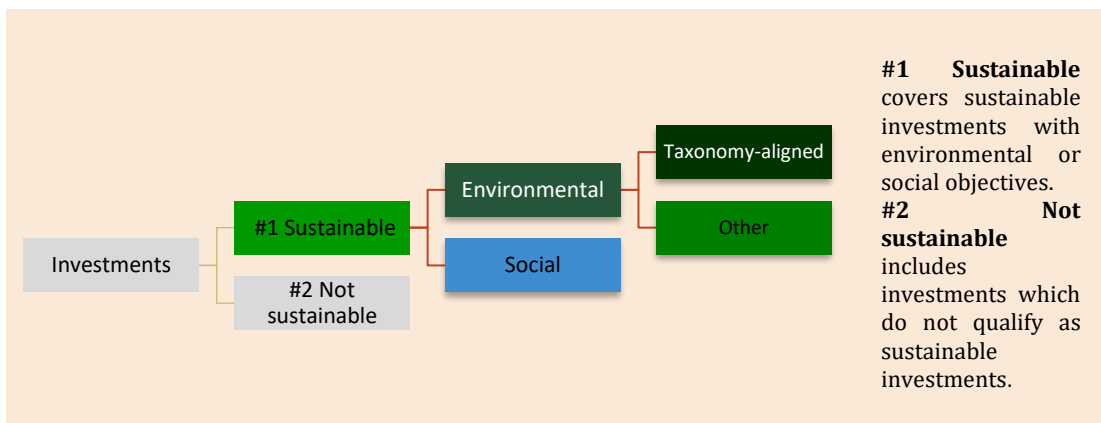 Investments
#1 Sustainable
#2 Not
sustainable
Environmental
Social
Taxonomy-aligned
Other
#1 Sustainable
covers sustainable
investments with
environmental or
social objectives.
#2 Not
sustainable
includes
investments which
do not qualify as
sustainable
investments.